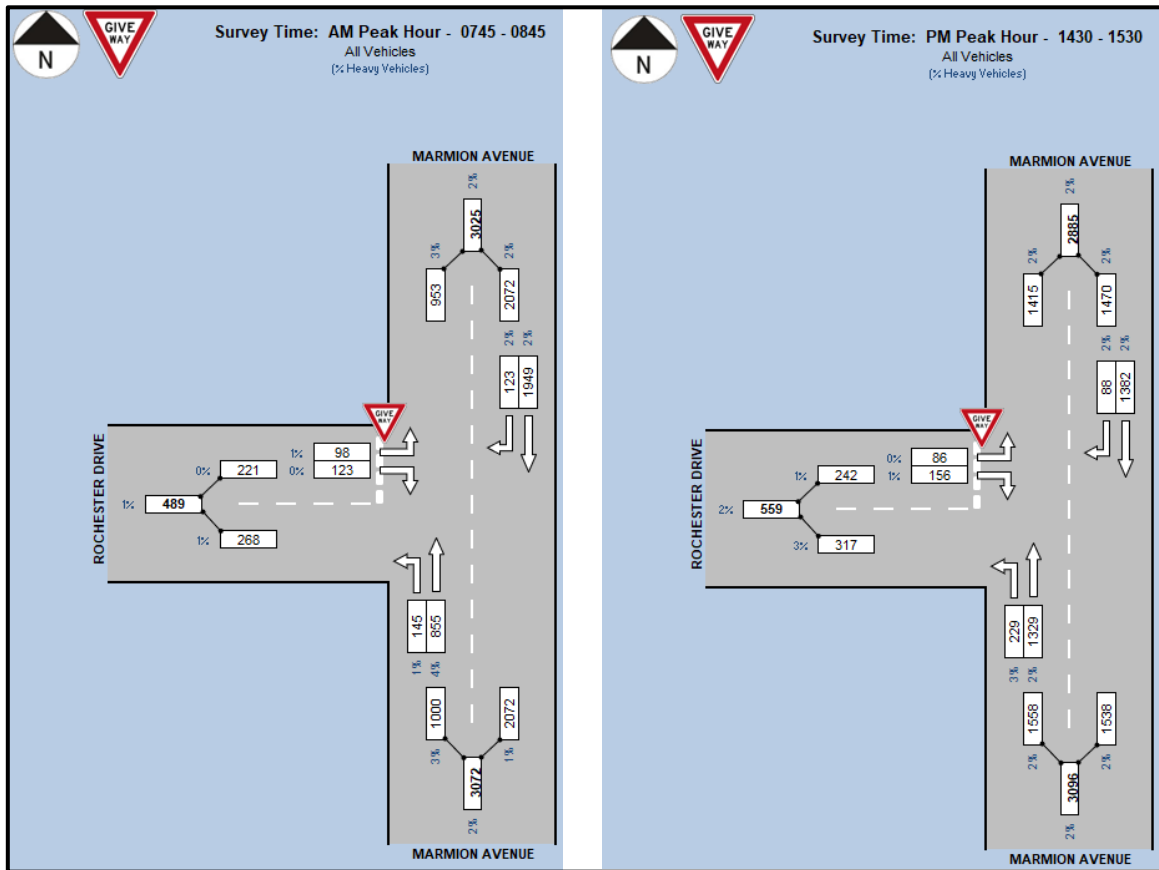 N
GIVE
WAY
Survey Time: AM Peak Hour - 0745 - 0845
All Vehicles
(% Heavy Vehicles)
MARMION AVENUE
2%
3025
3%
2%
953
2072
2%
2%
123
1949
GIVE
WAY
ROCHESTER DRIVE
1%
98
0%
221
0%
123
1%
489
1%
268
145
855
1%
4%
1000
2072
3%
1%
3072
2%
MARMION AVENUE
N
GIVE
WAY
Survey Time: PM Peak Hour - 1430 - 1530
All Vehicles
(% Heavy Vehicles)
MARMION AVENUE
2%
2885
2%
2%
1415
1470
2%
2%
88
1382
GIVE
WAY
ROCHESTER DRIVE
0%
86
1%
242
1%
156
2%
559
3%
317
229
1329
3%
2%
1558
1538
2%
2%
3096
2%
MARMION AVENUE